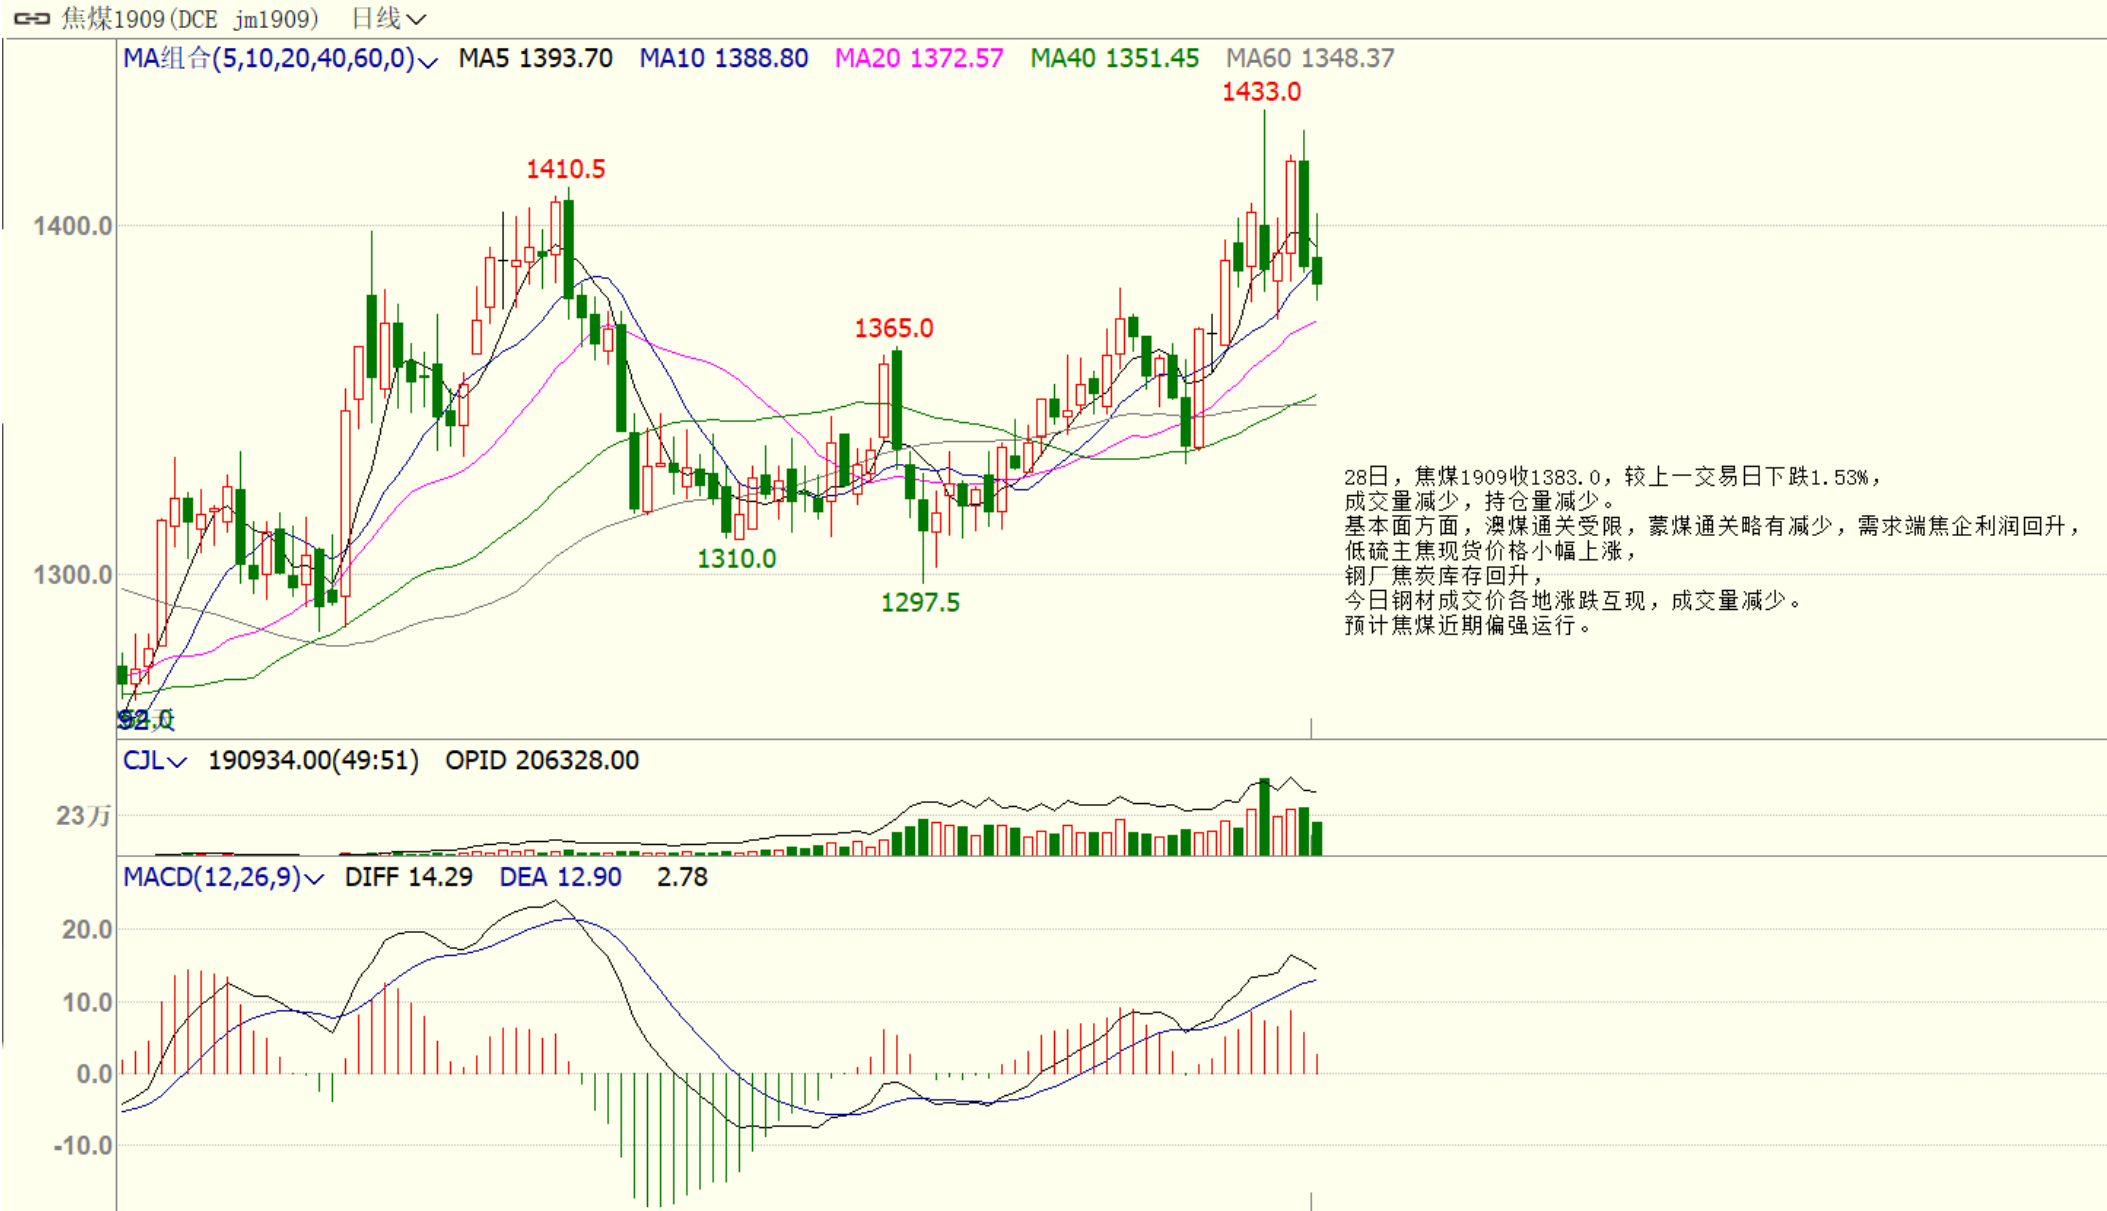 焦煤1909(DCE jm1909) 日线
MA组合(5,10,20,40,60,0) MA5 1393.70 MA10 1388.80 MA20 1372.57 MA40 1351.45 MA60 1348.37
1433.0
1410.5
1400.0
1365.0
28日，焦煤1909收1383.0，较上一交易日下跌1.53%，
成交量减少，持仓量减少。
基本面方面，澳煤通关受限，蒙煤通关略有减少，需求端焦企利润回升，
低硫主焦现货价格小幅上涨，
1310.0
1300.0
钢厂焦炭库存回升，
1297.5
今日钢材成交价各地涨跌互现，成交量减少。
预计焦煤近期偏强运行。
CJL 190934.00(49:51) OPID 206328.00
23万
MACD(12,26,9) DIFF 14.29 DEA 12.90 2.78
20.0
10.0
0.0
-10.0